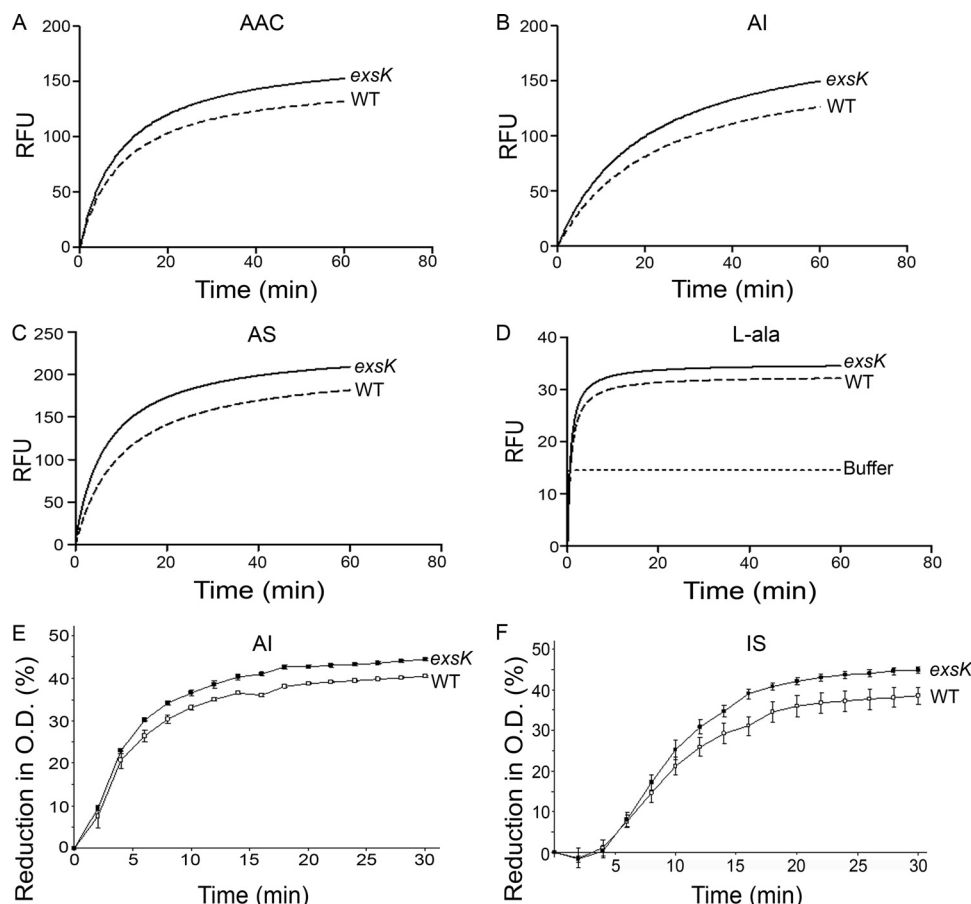 A
AAC
200
150
100
50
0
RFU
exsK
WT
0 20 40 60 80
Time (min)
B
AI
200
150
100
50
0
RFU
exsK
WT
0 20 40 60 80
Time (min)
C
AS
250
200
150
100
50
0
RFU
exsK
WT
0 20 40 60 80
Time (min)
D
L-ala
40
30
20
10
0
RFU
exsK
WT
Buffer
0 20 40 60 80
Time (min)
E
AI
50
40
30
20
10
0
Reduction in O.D. (%)
exsK
WT
0 5 10 15 20 25 30
Time (min)
F
IS
50
40
30
20
10
0
Reduction in O.D. (%)
exsK
WT
5 10 15 20 25 30
Time (min)